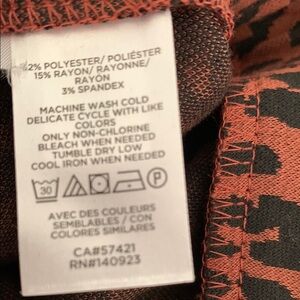 2% POLYESTER/ POLIÉSTER
15% RAYON/ RAYONNE/
RAYON
3% SPANDEX
MACHINE WASH COLD
DELICATE CYCLE WITH LIKE
COLORS
ONLY NON-CHLORINE
BLEACH WHEN NEEDED
TUMBLE DRY LOW
COOL IRON WHEN NEEDED
30 P
AVEC DES COULEURS
SEMBLABLES / CON
COLORES SIMILARES
CA#57421
RN#140923